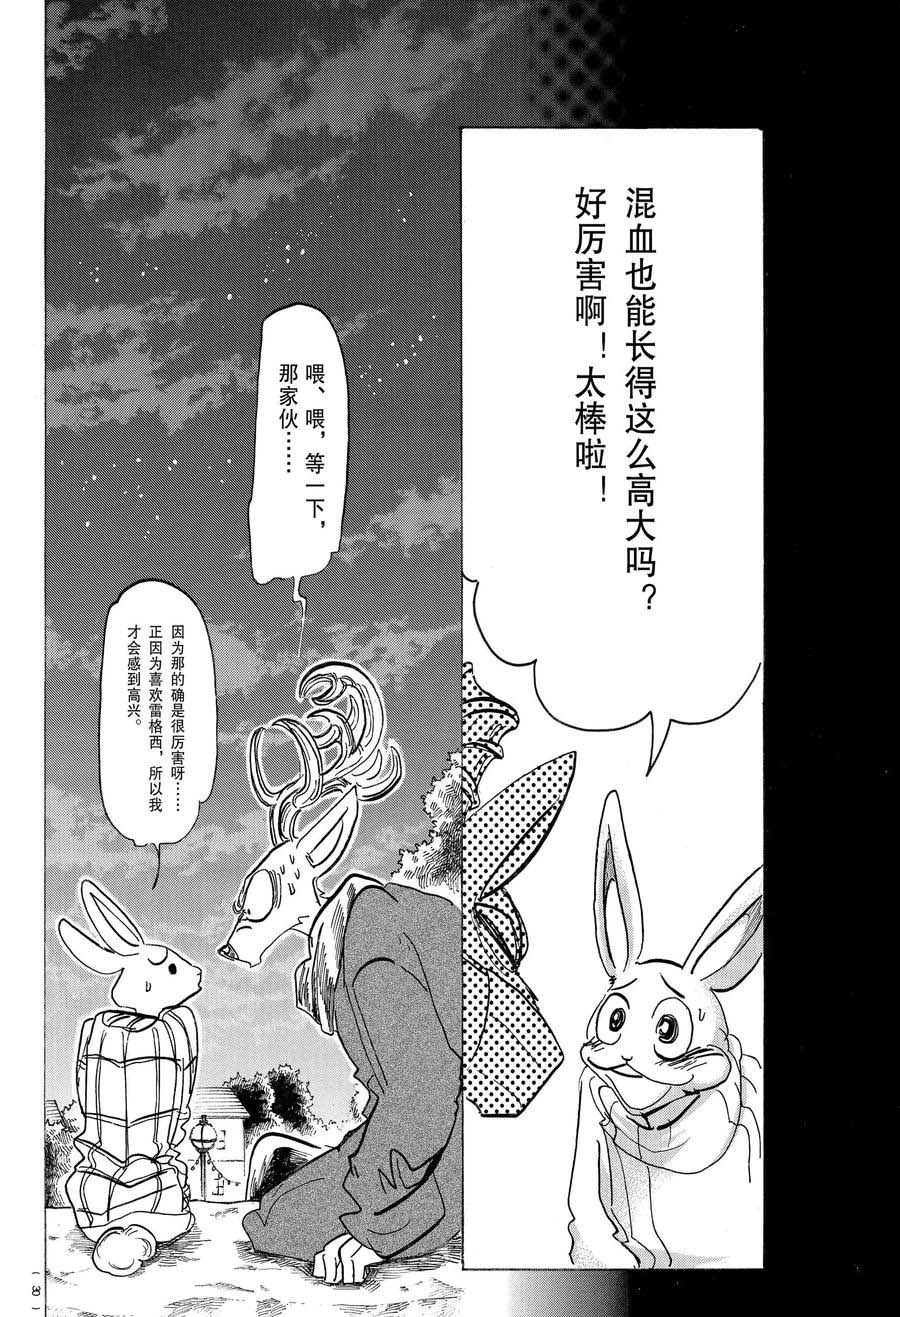 混血也能长得这么高大吗？
好厉害啊！太棒啦！
喂、喂，等一下，
那家伙……
因为那的确是很厉害呀……
正因为喜欢雷格西，所以我
才会感到高兴。